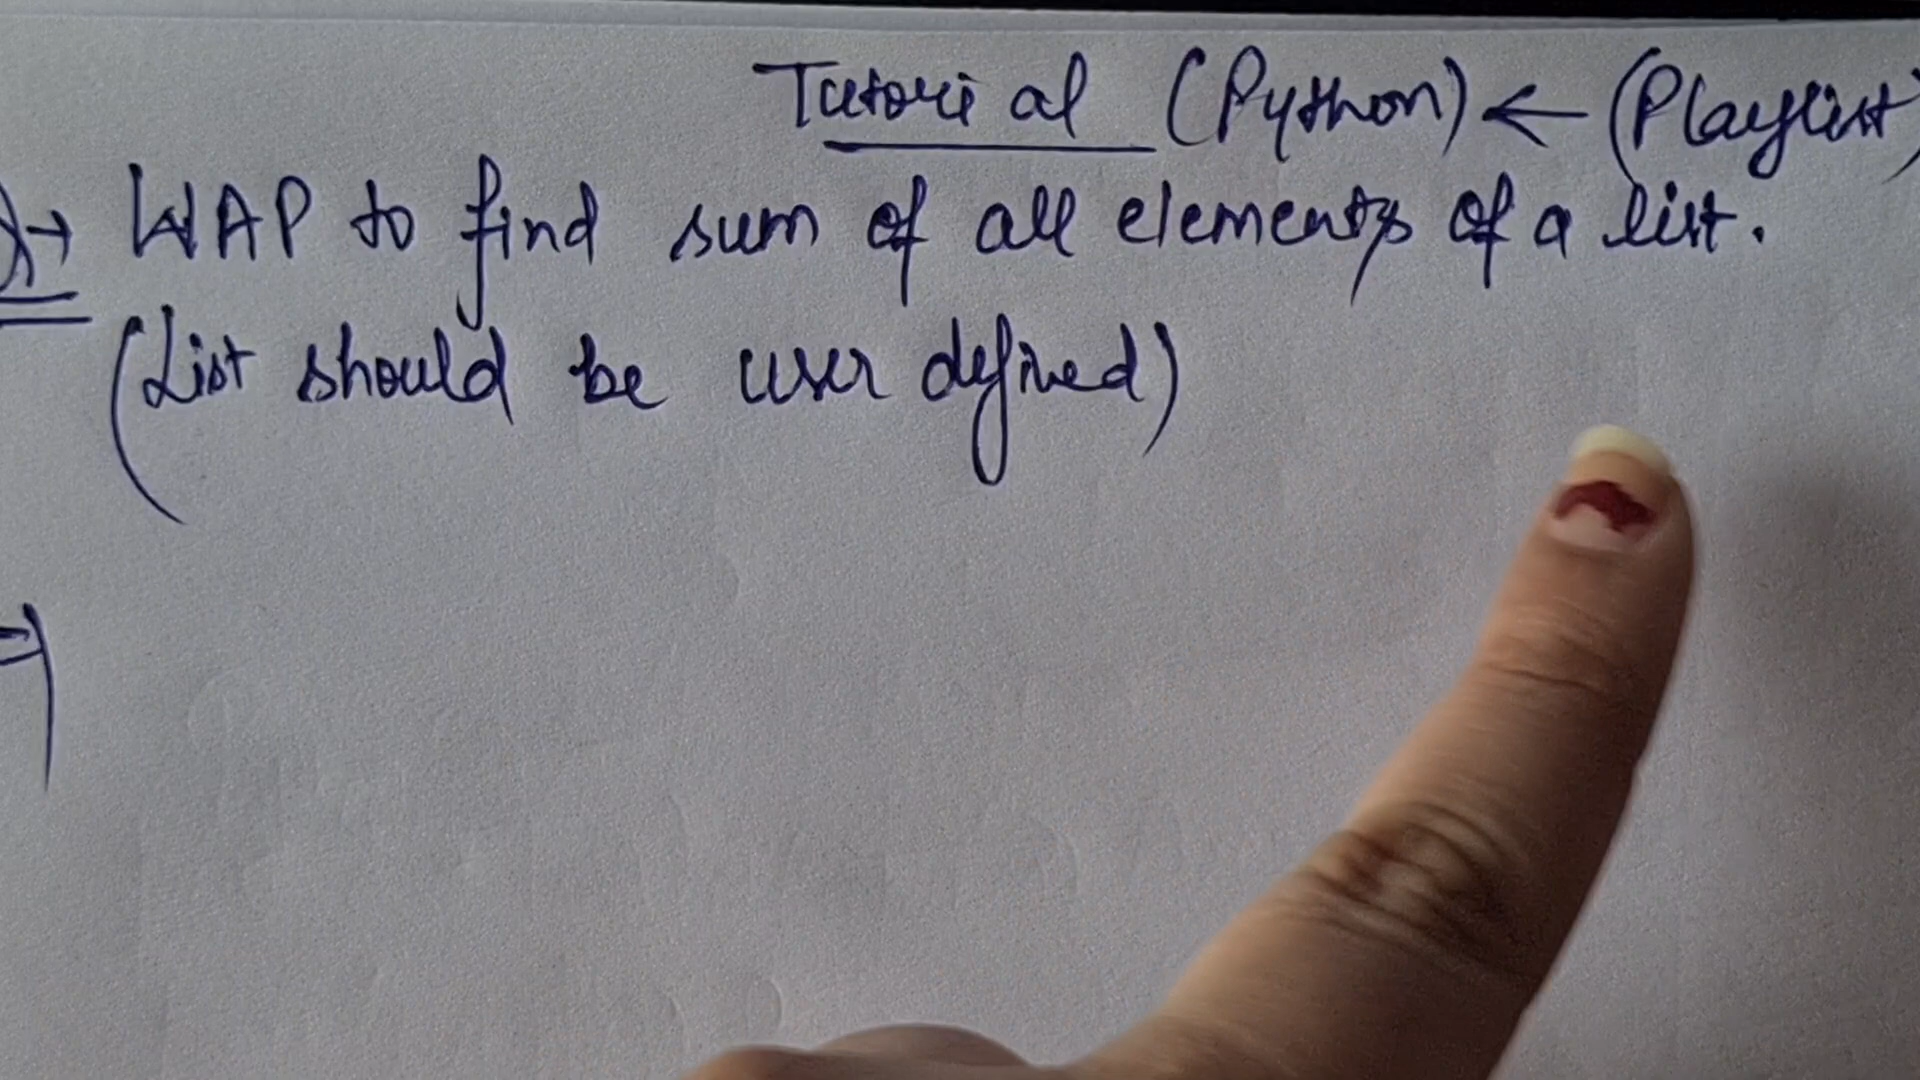 Tutorial (Python) ← (Playlist)
Q) → WAP to find sum of all elements of a list.
(List should be user defined)